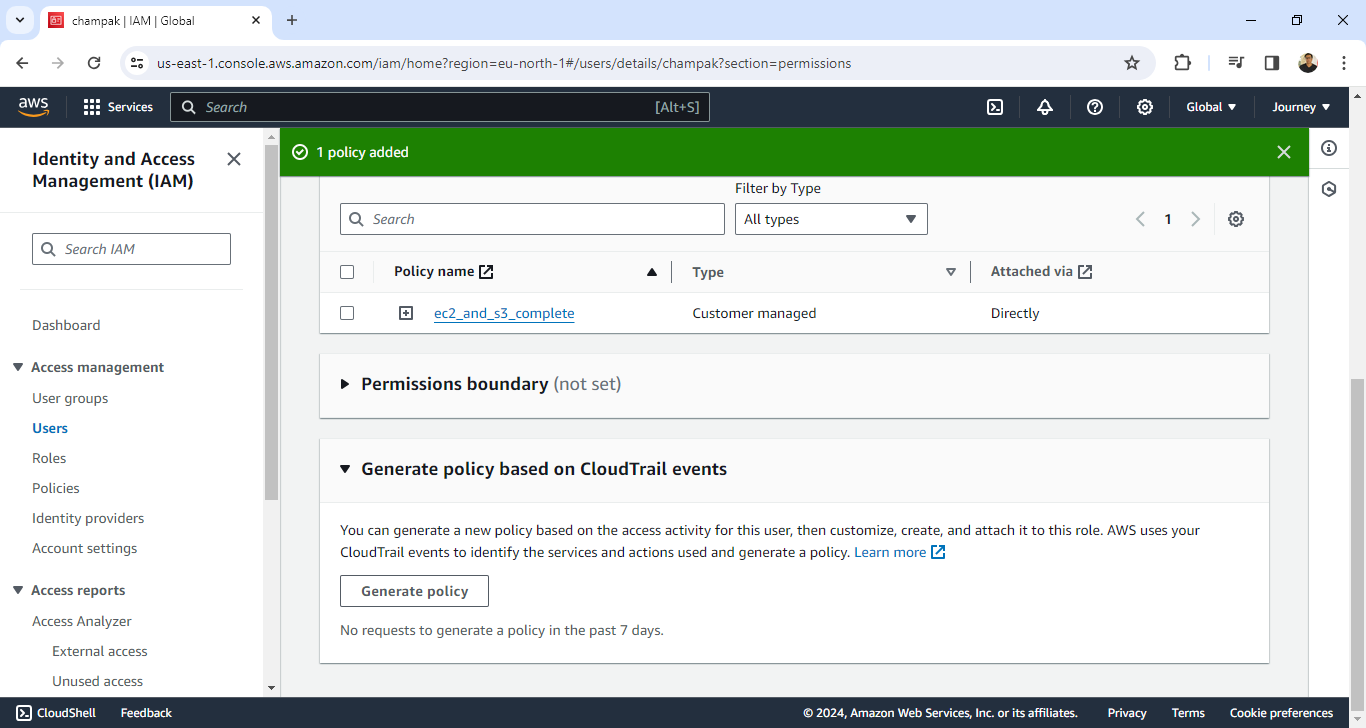 champak | IAM | Global
us-east-1.console.aws.amazon.com/iam/home?region=eu-north-1#/users/details/champak?section=permissions
aws
Services
Search
[Alt+S]
Global
Journey
Identity and Access
Management (IAM)
Search IAM
Dashboard
Access management
User groups
Users
Roles
Policies
Identity providers
Account settings
Access reports
Access Analyzer
External access
Unused access
1 policy added
Filter by Type
Search
All types
1
Policy name
Type
Attached via
ec2_and_s3_complete
Customer managed
Directly
Permissions boundary (not set)
Generate policy based on CloudTrail events
You can generate a new policy based on the access activity for this user, then customize, create, and attach it to this role. AWS uses your
CloudTrail events to identify the services and actions used and generate a policy. Learn more
Generate policy
No requests to generate a policy in the past 7 days.
CloudShell
Feedback
© 2024, Amazon Web Services, Inc. or its affiliates.
Privacy
Terms
Cookie preferences